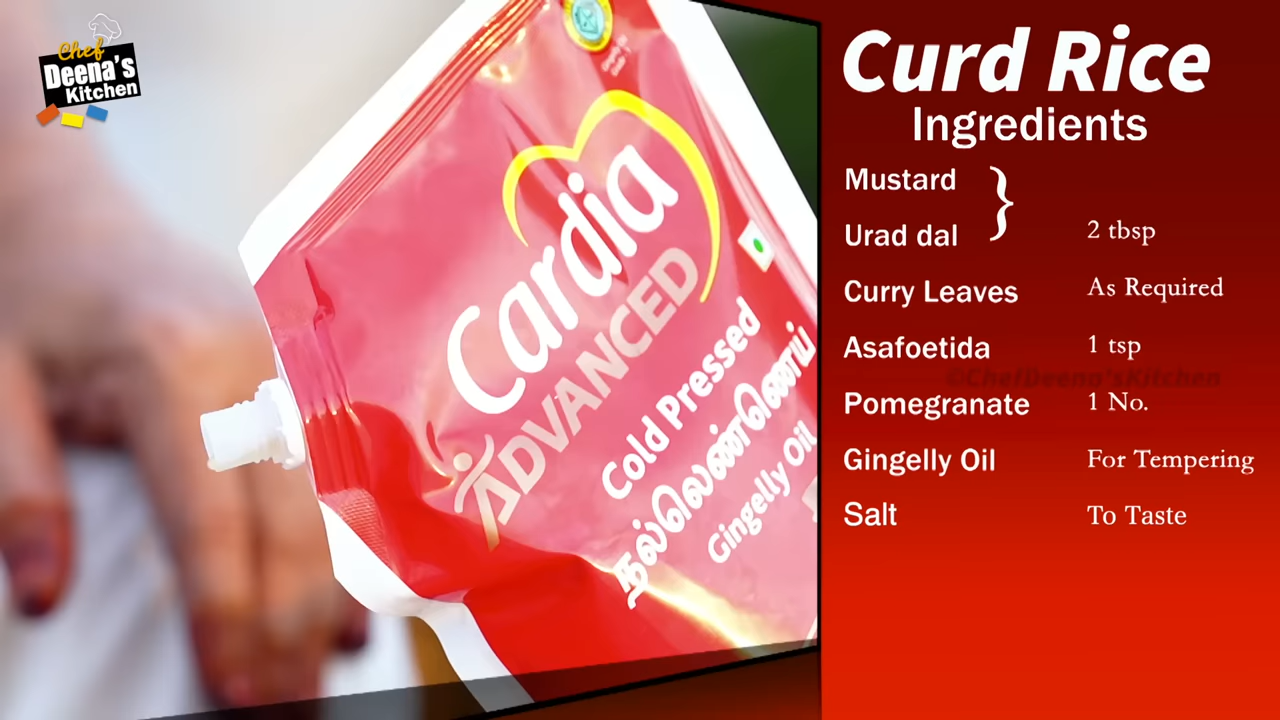 Chef
Deena's
Kitchen
Cardia
ADVANCED
Cold Pressed
நல்லெண்ணெய்
Gingelly Oil
Curd Rice
Ingredients
Mustard }
Urad dal 2 tbsp
Curry Leaves As Required
Asafoetida 1 tsp
©ChefDeena'sKitchen
Pomegranate 1 No.
Gingelly Oil For Tempering
Salt To Taste